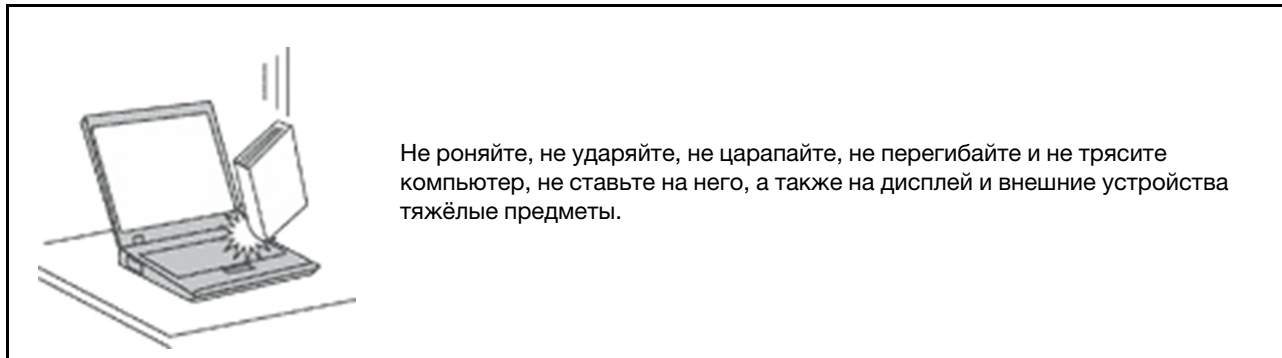 Не роняйте, не ударяйте, не царапайте, не перегибайте и не трясите
компьютер, не ставьте на него, а также на дисплей и внешние устройства
тяжёлые предметы.